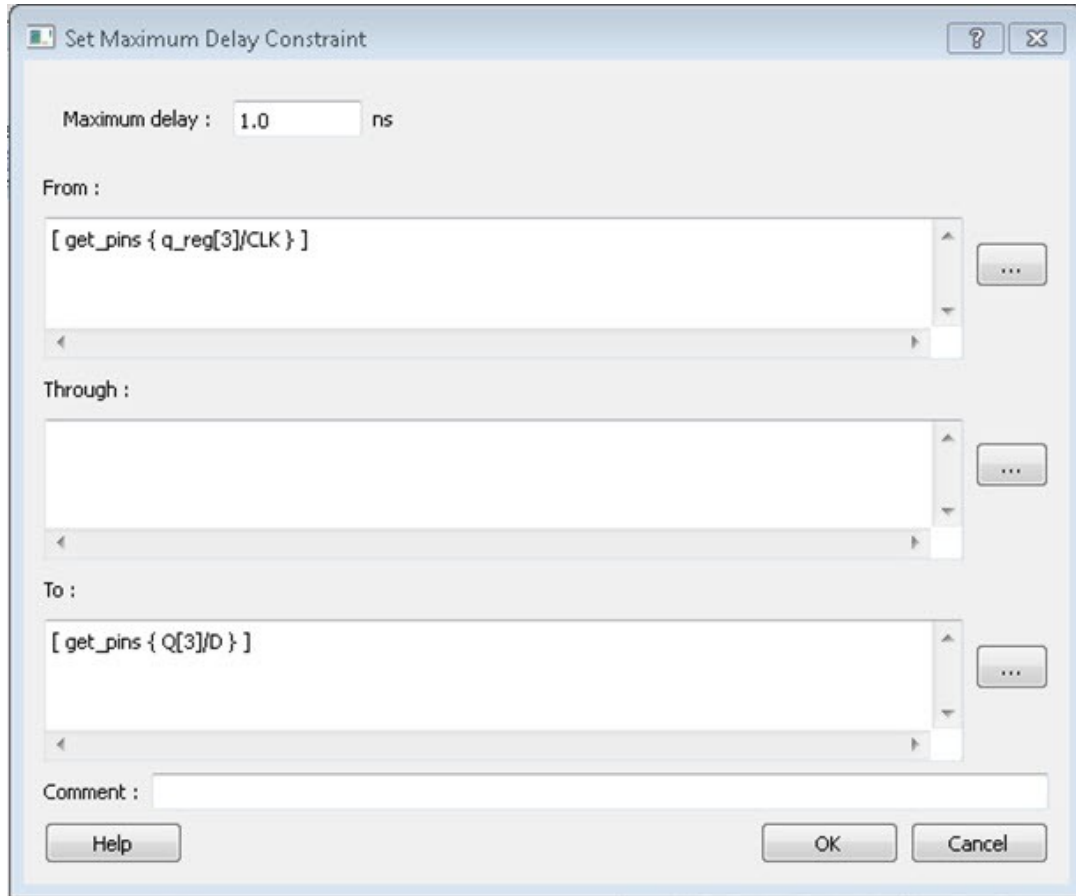 Set Maximum Delay Constraint
Maximum delay : 1.0 ns
From :
[ get_pins { q_reg[3]/CLK } ]
...
Through :
...
To :
[ get_pins { Q[3]/D } ]
...
Comment :
Help OK Cancel